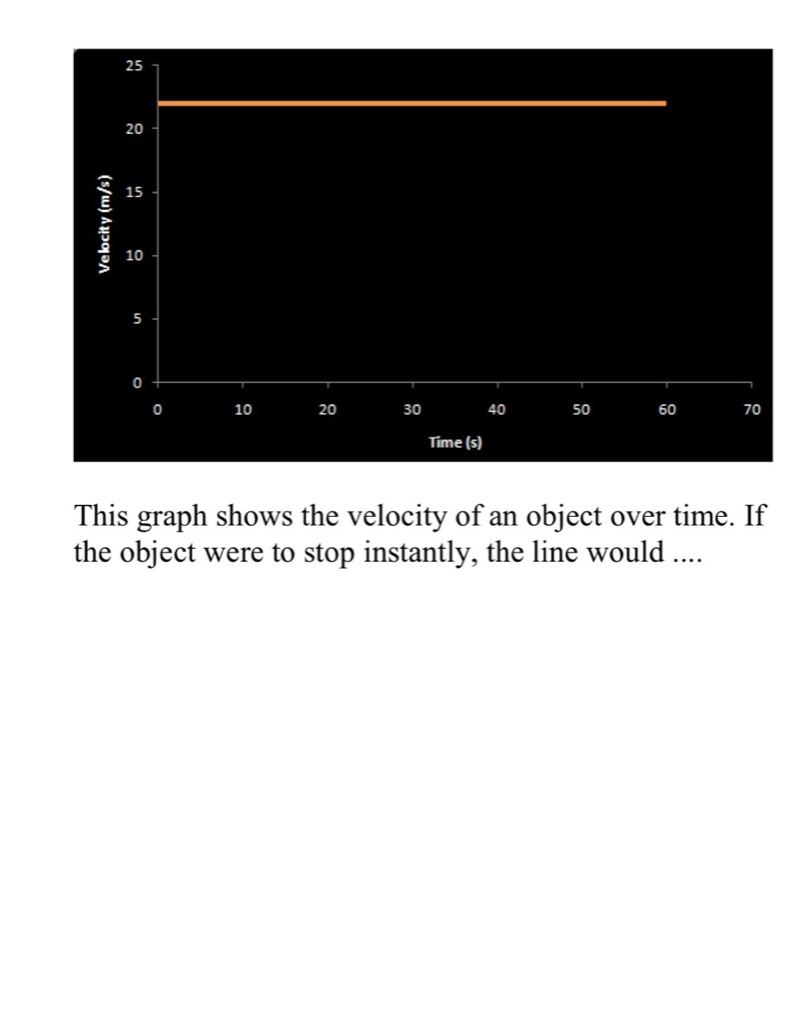 25
20
15
10
5
0
Velocity (m/s)
0 10 20 30 40 50 60 70
Time (s)
This graph shows the velocity of an object over time. If
the object were to stop instantly, the line would ....